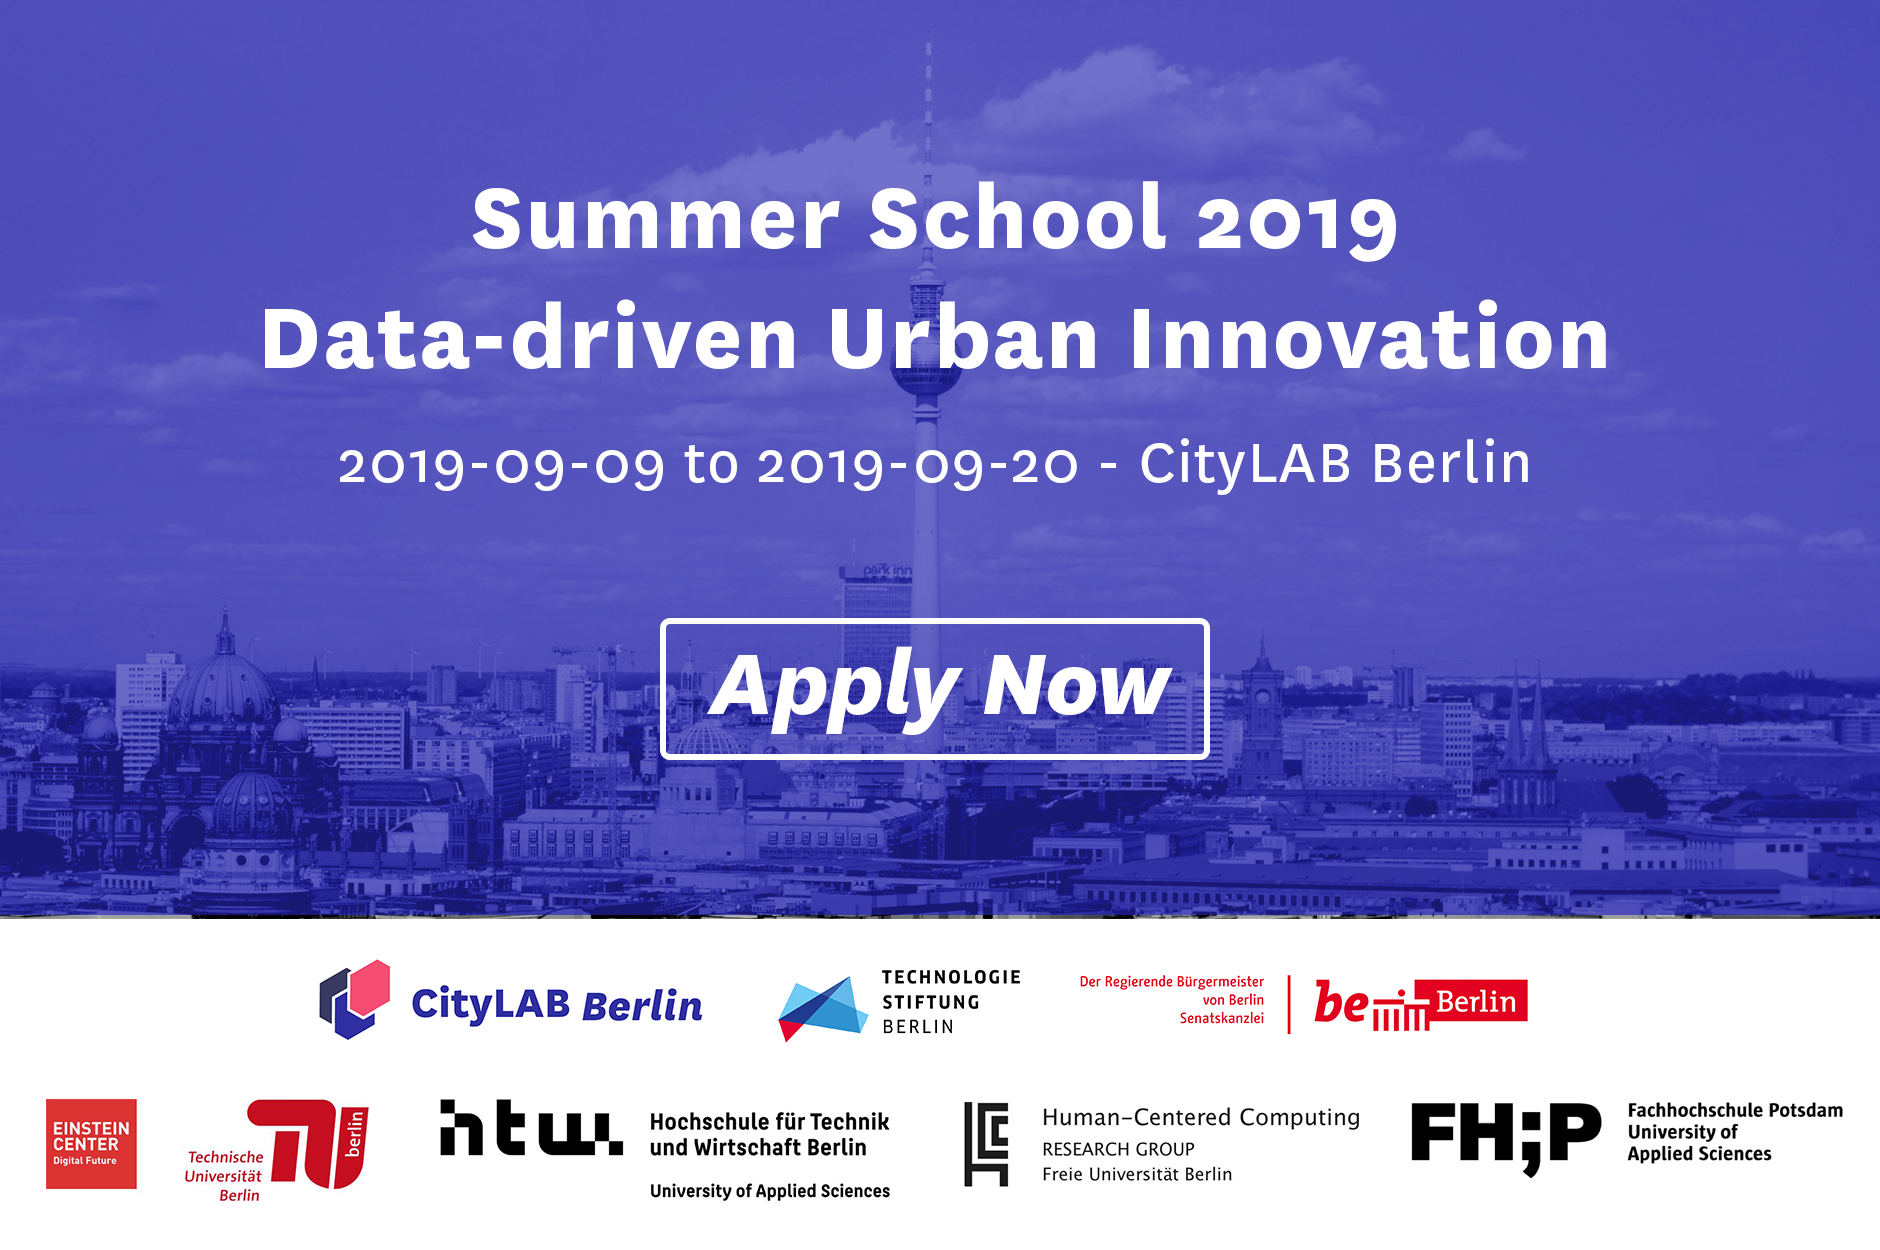 Summer School 2019
Data-driven Urban Innovation
2019-09-09 to 2019-09-20 - CityLAB Berlin
park inn
Apply Now
CityLAB Berlin
TECHNOLOGIE
STIFTUNG
BERLIN
Der Regierende Bürgermeister
von Berlin
Senatskanzlei
be Berlin
EINSTEIN
CENTER
Digital Future
Technische
Universität
Berlin
berlin
htw.
Hochschule für Technik
und Wirtschaft Berlin
University of Applied Sciences
HCC
Human-Centered Computing
RESEARCH GROUP
Freie Universität Berlin
FH;P
Fachhochschule Potsdam
University of
Applied Sciences